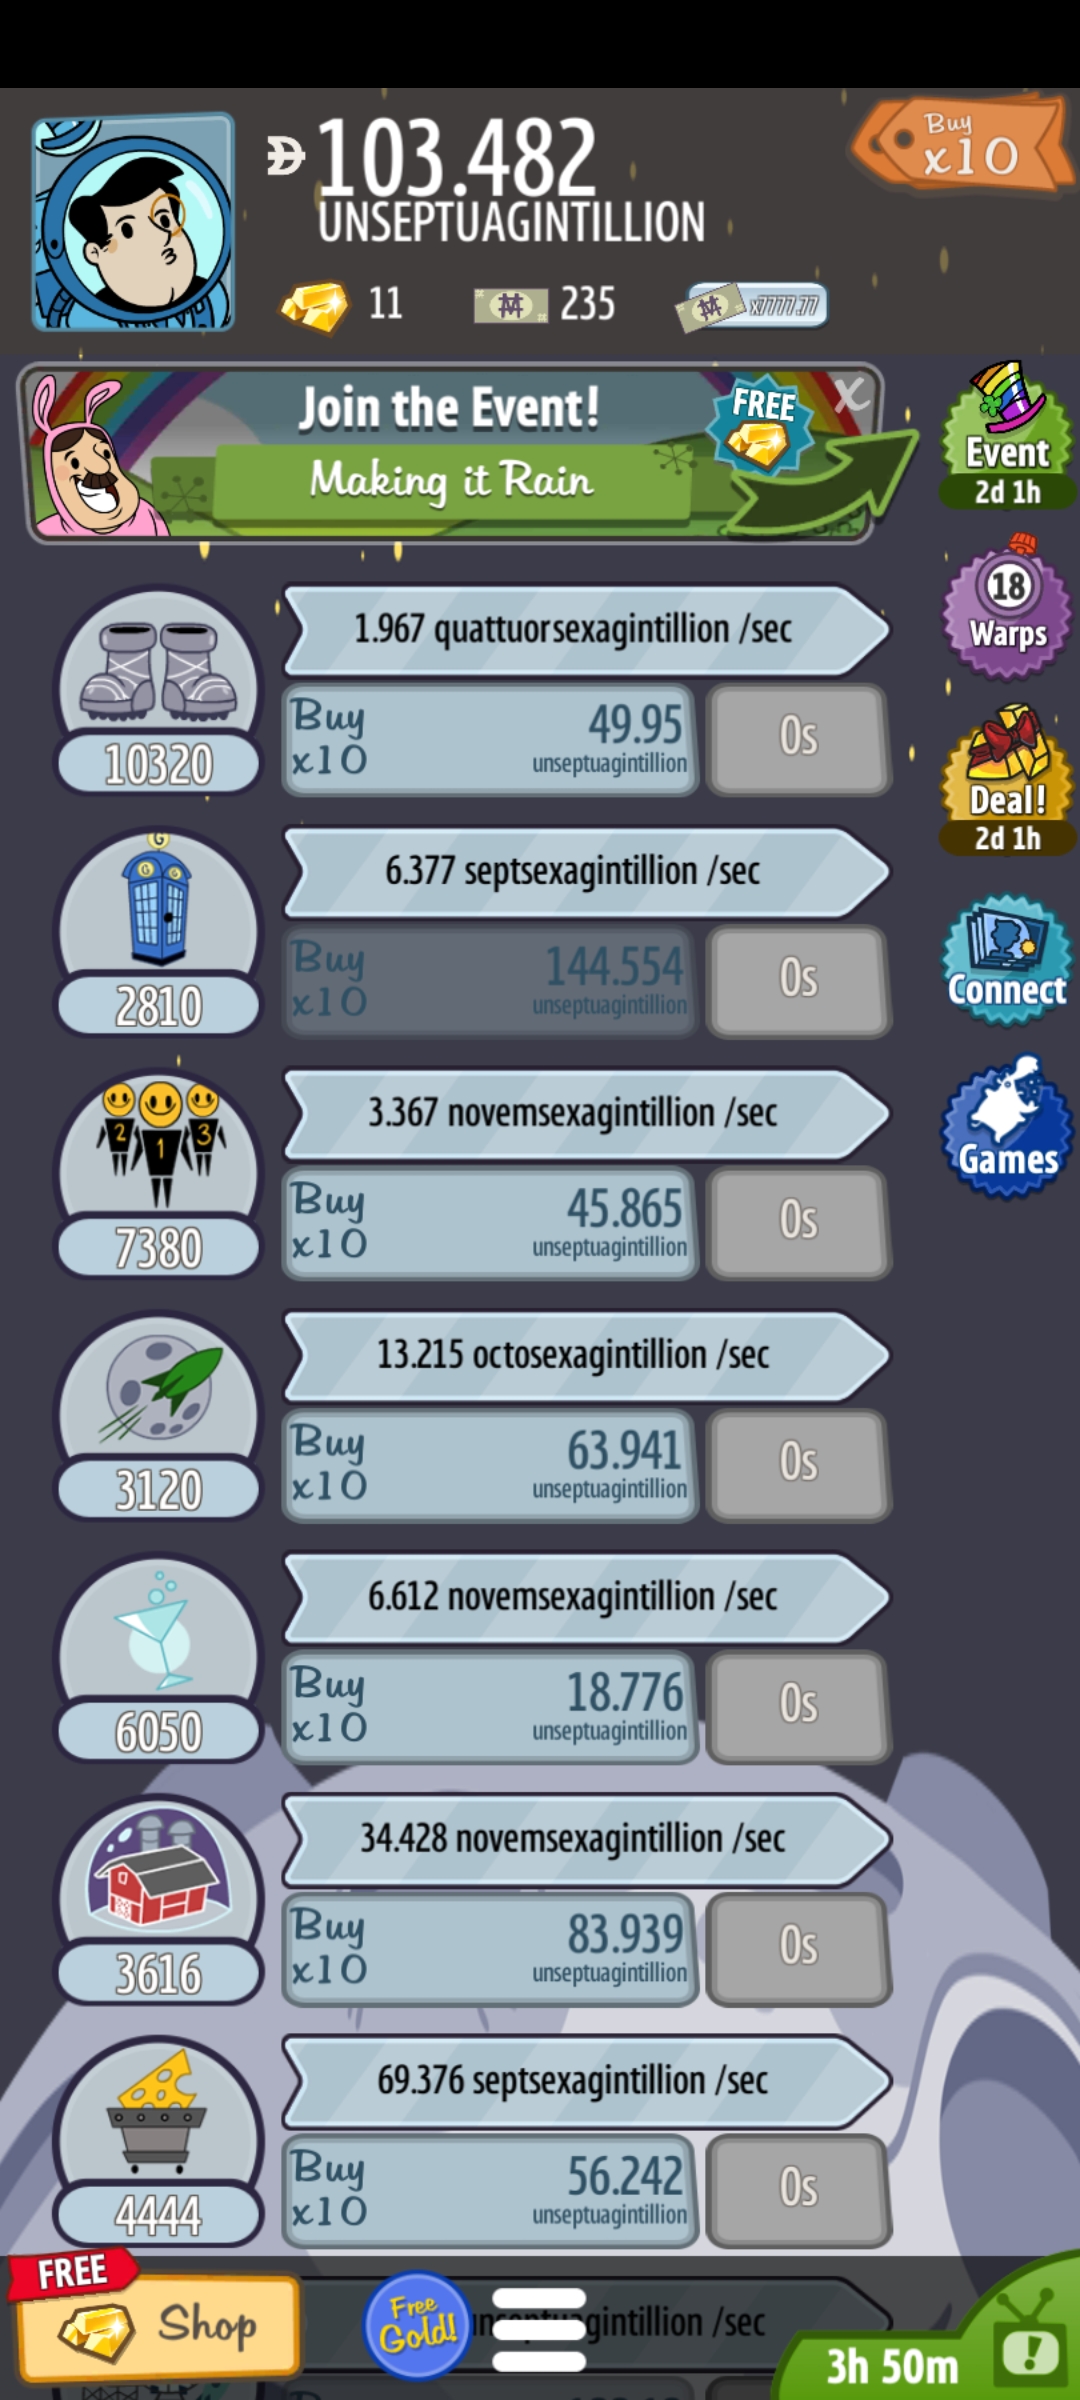 103.482
UNSEPTUAGINTILLION
Buy
x10
11
235
x7777.77
Join the Event!
Making it Rain
FREE
X
Event
2d 1h
1.967 quattuorsexagintillion /sec
10320
Buy
x10
49.95
unseptuagintillion
0s
18
Warps
6.377 septsexagintillion /sec
G
G G
2810
Buy
x10
144.554
unseptuagintillion
0s
Deal!
2d 1h
Connect
3.367 novemsexagintillion /sec
2 1 3
7380
Buy
x10
45.865
unseptuagintillion
0s
Games
13.215 octosexagintillion /sec
3120
Buy
x10
63.941
unseptuagintillion
0s
6.612 novemsexagintillion /sec
6050
Buy
x10
18.776
unseptuagintillion
0s
34.428 novemsexagintillion /sec
3616
Buy
x10
83.939
unseptuagintillion
0s
69.376 septsexagintillion /sec
4444
Buy
x10
56.242
unseptuagintillion
0s
FREE
Shop
Free
Gold!
/sec
3h 50m
!